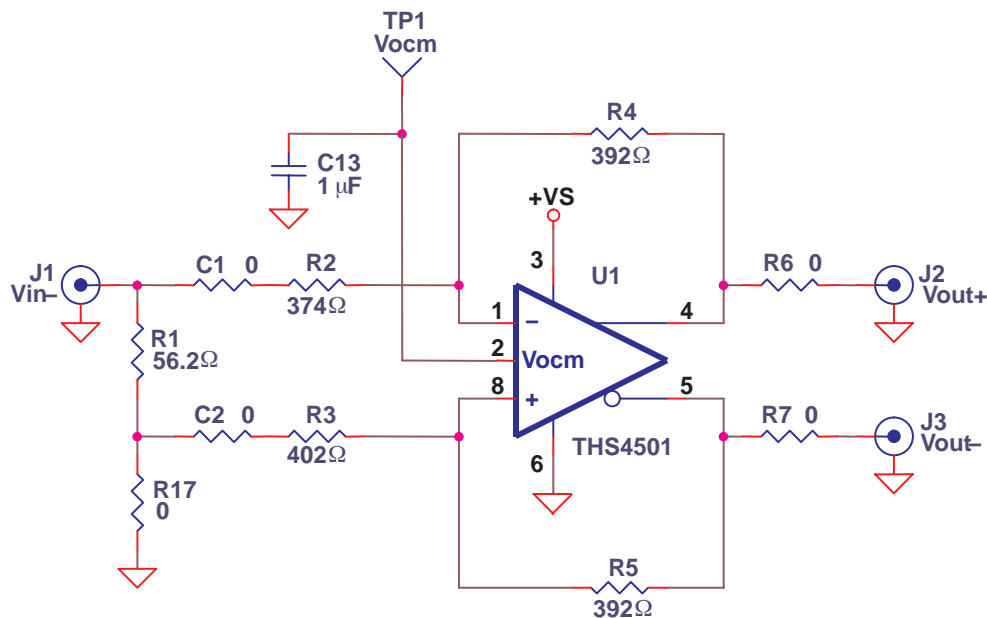 TP1
Vocm
R4
392Ω
C13
1 μF
+VS
3
U1
J1
Vin–
C1 0
R2
374Ω
R6 0
J2
Vout+
1
–
4
R1
56.2Ω
2
Vocm
8
+
5
C2 0
R3
402Ω
R7 0
J3
Vout–
6
THS4501
R17
0
R5
392Ω